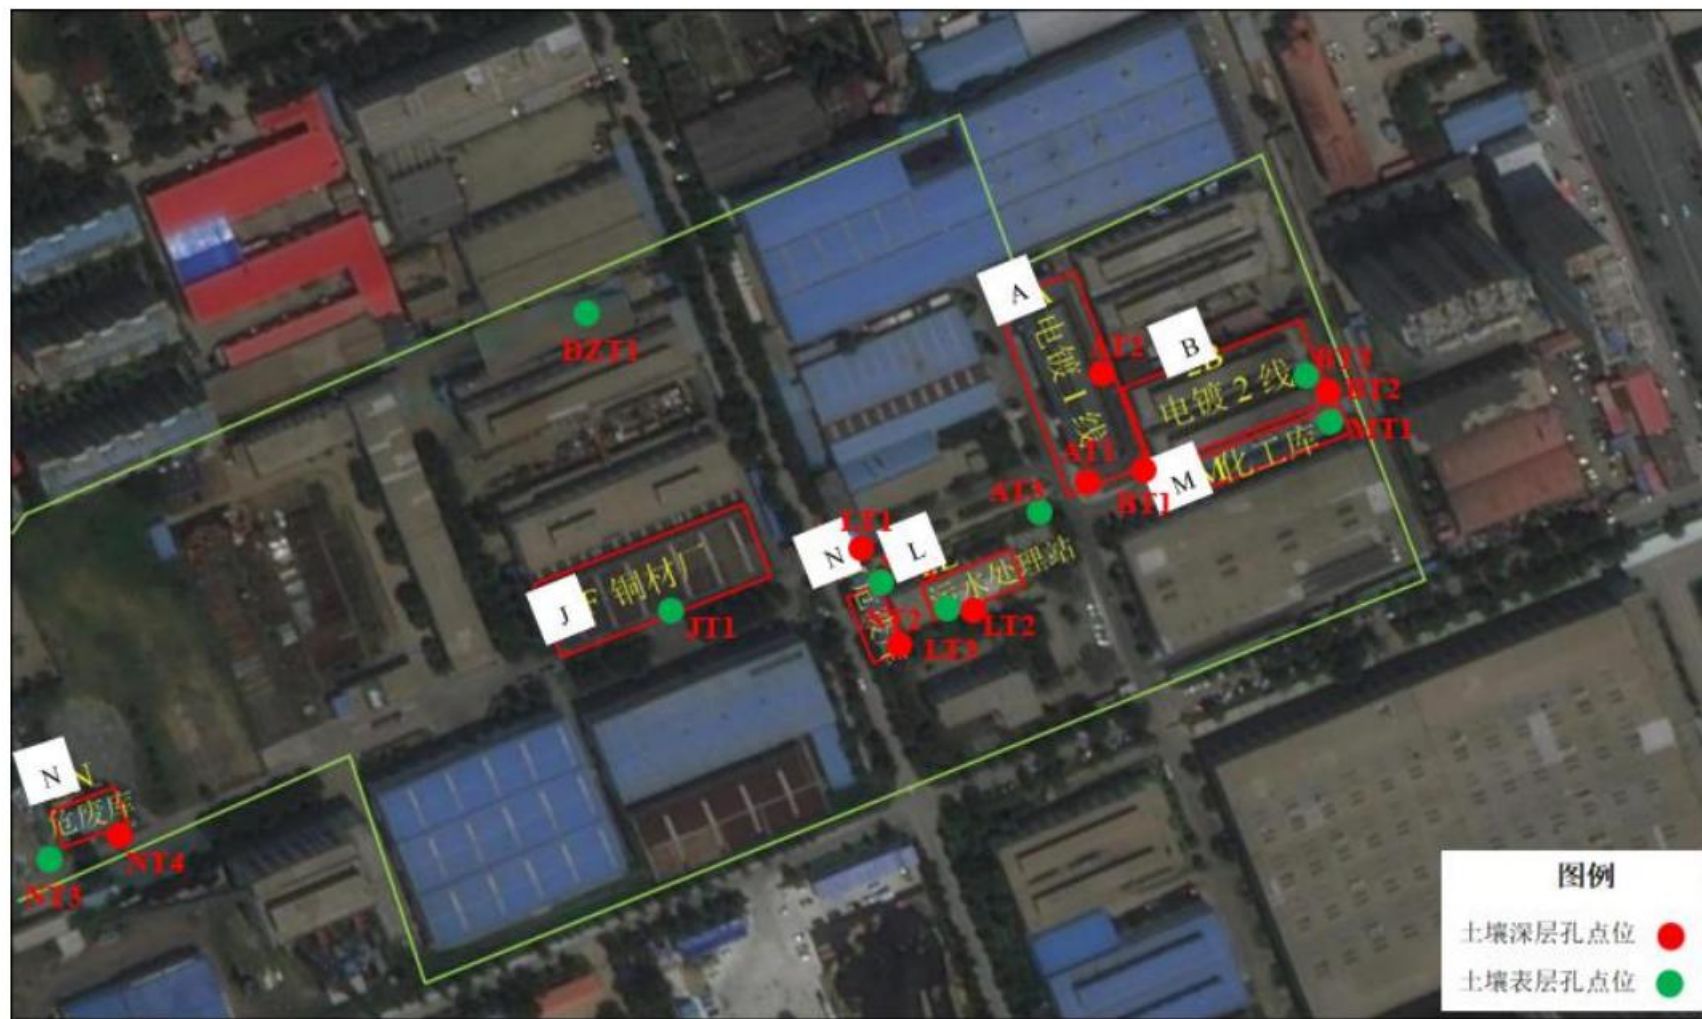 A
电镀 1 线
AT2
B
电镀 2 线
BT2
MT1
DZT1
AT1
M
M化工库
BT1
AT3
LT1
N
L
污水处理站
J
F 铜材厂
JT1
LT2
LT3
N
N
危废库
NT4
NT3
图例
土壤深层孔点位
土壤表层孔点位